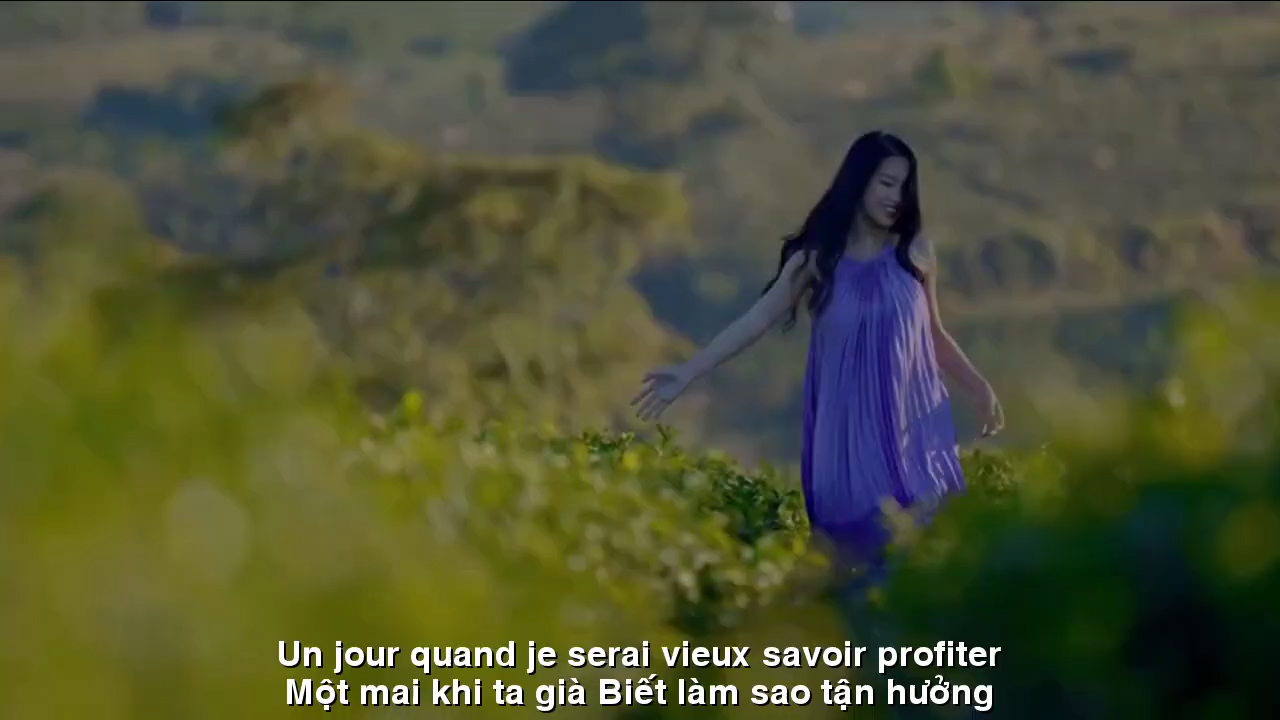 Un jour quand je serai vieux savoir profiter
Một mai khi ta già Biết làm sao tận hưởng